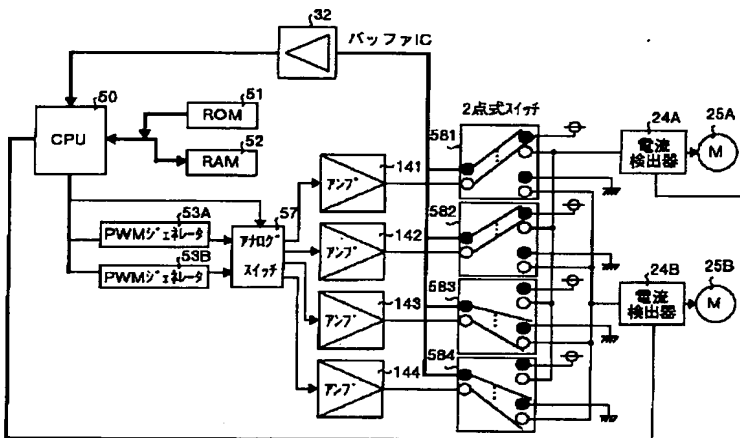 32
バッファIC
50
CPU
51
ROM
52
RAM
2点式スイッチ
581
24A
電流
検出器
25A
M
141
アンプ
582
53A
PWMジェネレータ
57
アナログ
スイッチ
142
アンプ
53B
PWMジェネレータ
583
24B
電流
検出器
25B
M
143
アンプ
584
144
アンプ